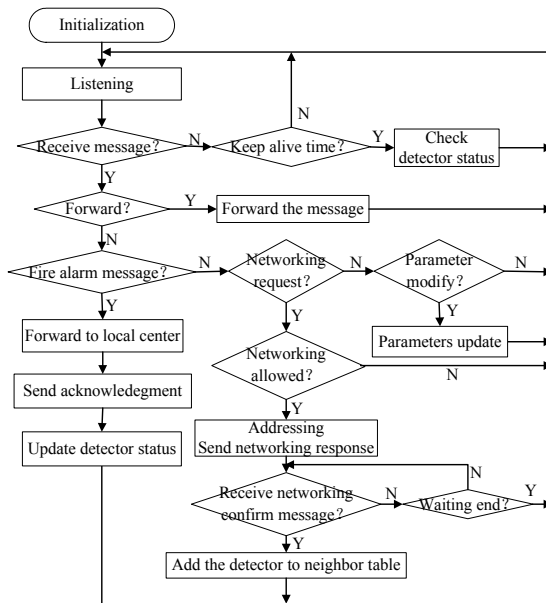 Initialization
Listening
N
Receive message?
N
Keep alive time?
Y
Check
detector status
Y
Forward?
Y
Forward the message
N
Fire alarm message?
N
Networking
request?
N
Parameter
modify?
N
Y
Y
Y
Forward to local center
Parameters update
Networking
allowed?
N
Send acknowledegment
Y
Update detector status
Addressing
Send networking response
N
Receive networking
confirm message?
N
Waiting end?
Y
Y
Add the detector to neighbor table